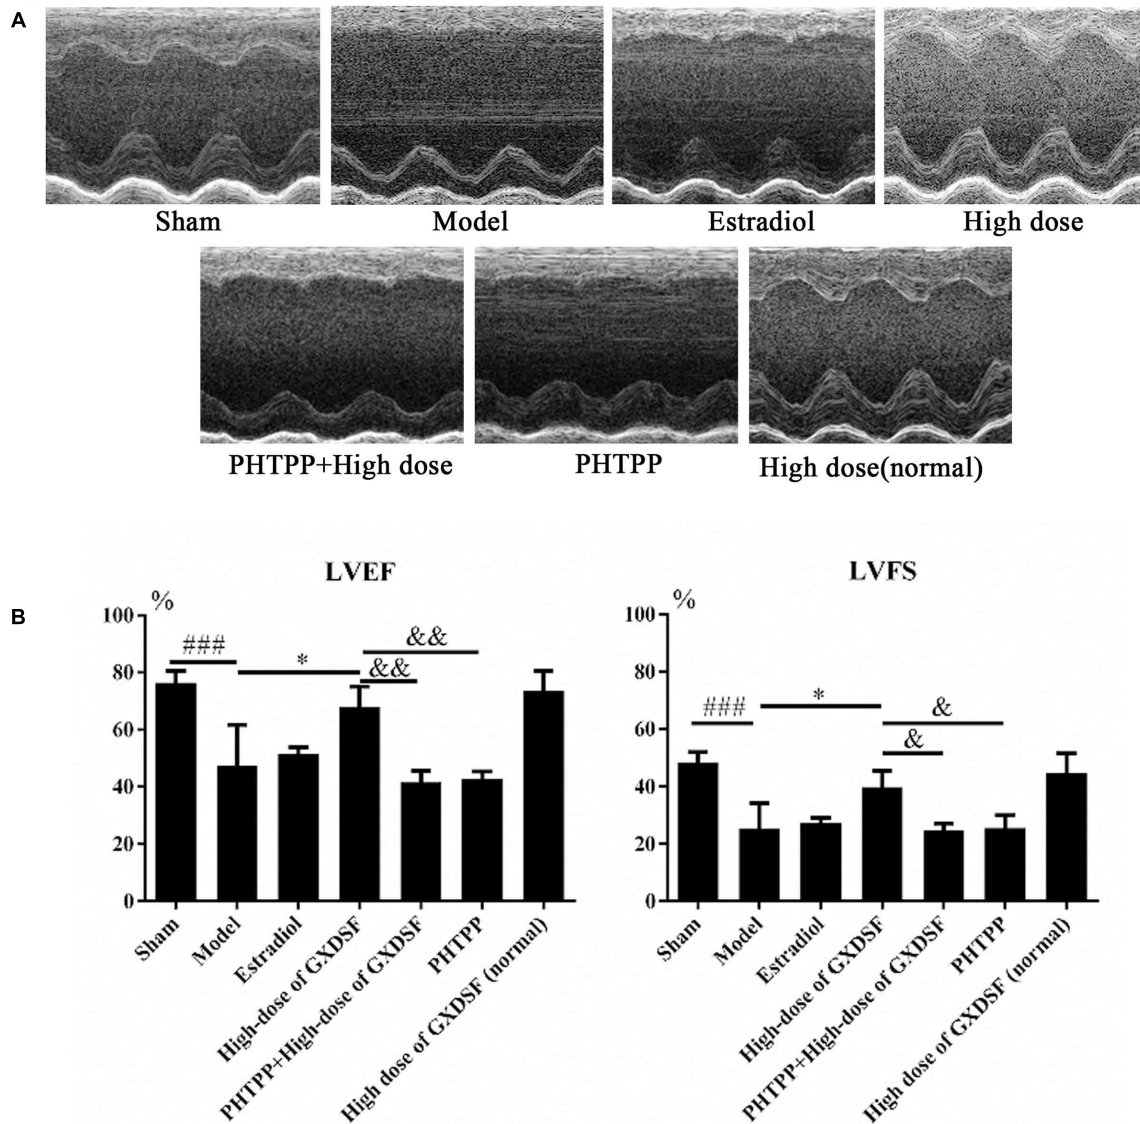 A
Sham Model Estradiol High dose
PHTPP+High dose PHTPP High dose(normal)
B
LVEF
%
100
80
60
40
20
0
###
*
&&
&&
Sham
Model
Estradiol
High-dose of GXDSF
PHTPP+High-dose of GXDSF
PHTPP
High dose of GXDSF (normal)
LVFS
%
100
80
60
40
20
0
###
*
&
&
Sham
Model
Estradiol
High-dose of GXDSF
PHTPP+High-dose of GXDSF
PHTPP
High dose of GXDSF (normal)